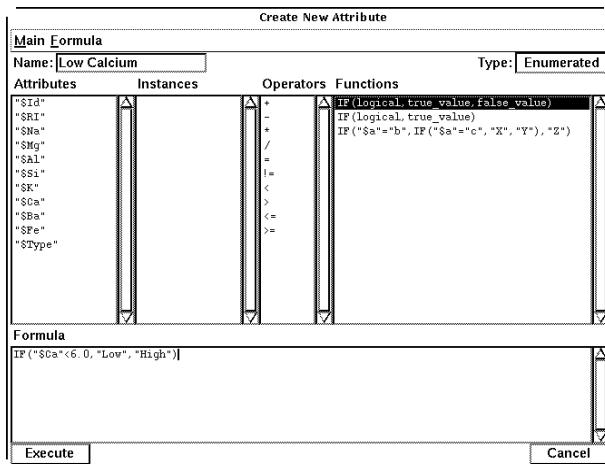 Create New Attribute
Main Formula
Name: Low Calcium Type: Enumerated
Attributes Instances Operators Functions
"$Id" + IF(logical,true_value,false_value)
"$RI" - IF(logical,true_value)
"$Na" * IF("$a"="b",IF("$a"="c","X","Y"),"Z")
"$Mg" /
"$Al" =
"$Si" !=
"$K" <
"$Ca" >
"$Ba" <=
"$Fe" >=
"$Type"
Formula
IF("$Ca"<6.0,"Low","High")
Execute Cancel